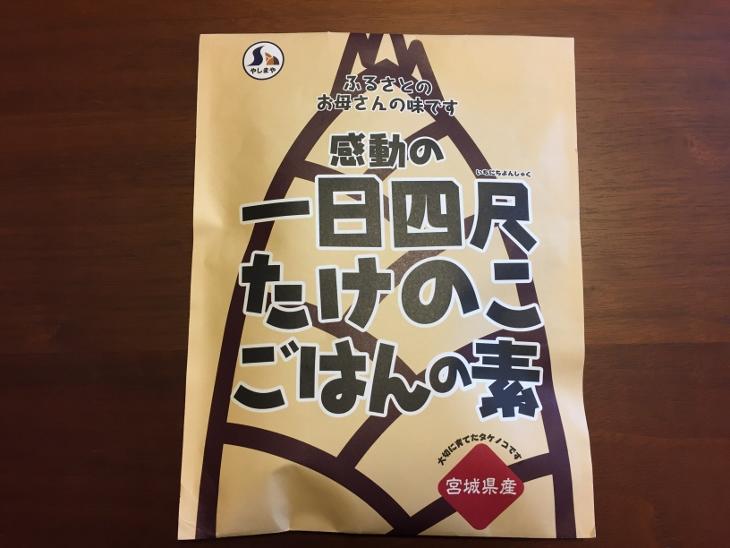 やしまや
ふるさとの
お母さんの味です
感動の
いちにちよんしゃく
一日四尺
たけのこ
ごはんの素
大切に育てたタケノコです
宮城県産